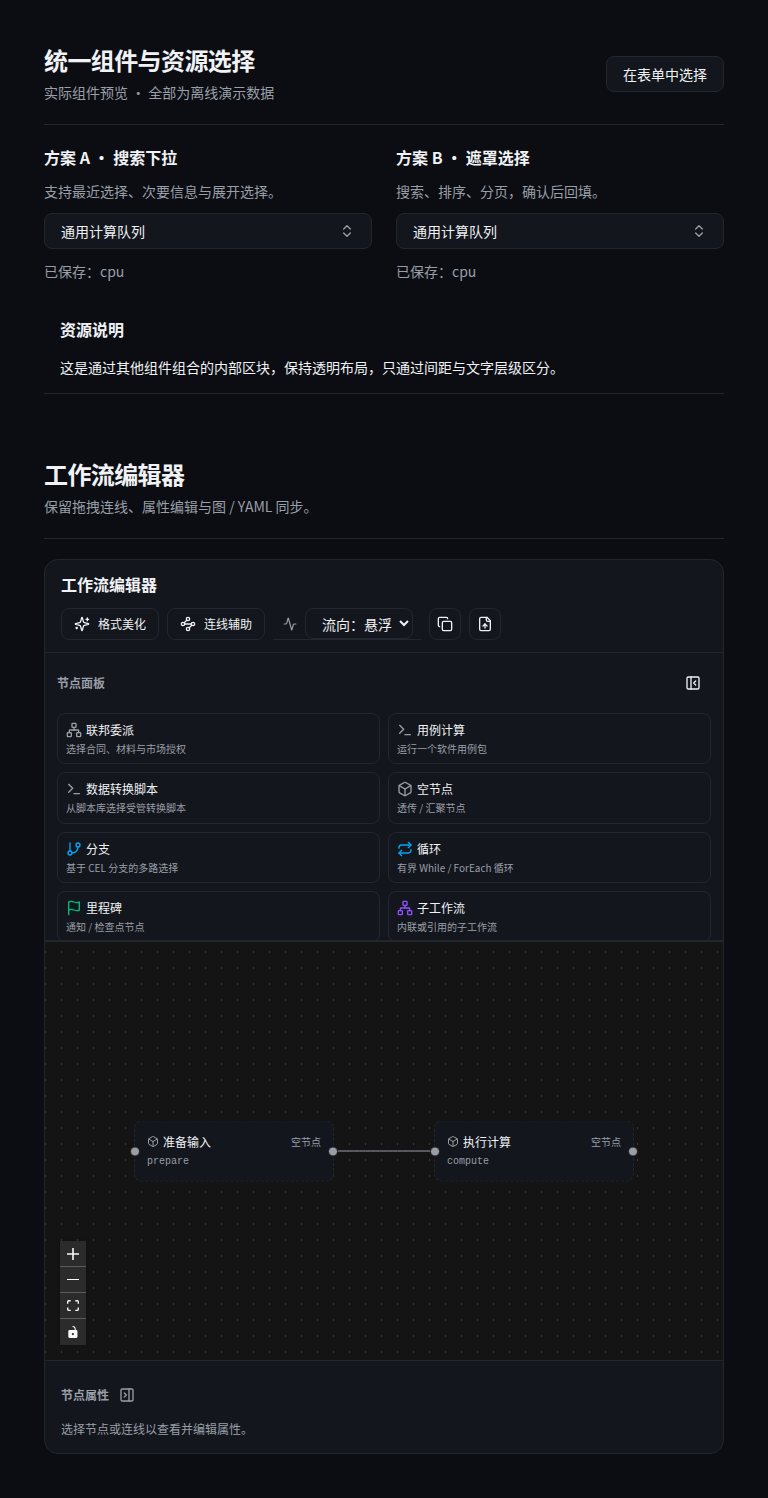 统一组件与资源选择
实际组件预览 · 全部为离线演示数据
在表单中选择
方案 A · 搜索下拉
支持最近选择、次要信息与展开选择。
通用计算队列
已保存：cpu
方案 B · 遮罩选择
搜索、排序、分页，确认后回填。
通用计算队列
已保存：cpu
资源说明
这是通过其他组件组合的内部区块，保持透明布局，只通过间距与文字层级区分。
工作流编辑器
保留拖拽连线、属性编辑与图 / YAML 同步。
工作流编辑器
格式美化
连线辅助
流向：悬浮
节点面板
联邦委派
选择合同、材料与市场授权
用例计算
运行一个软件用例包
数据转换脚本
从脚本库选择受管转换脚本
空节点
透传 / 汇聚节点
分支
基于 CEL 分支的多路选择
循环
有界 While / ForEach 循环
里程碑
通知 / 检查点节点
子工作流
内联或引用的子工作流
准备输入
空节点
prepare
执行计算
空节点
compute
节点属性
选择节点或连线以查看并编辑属性。